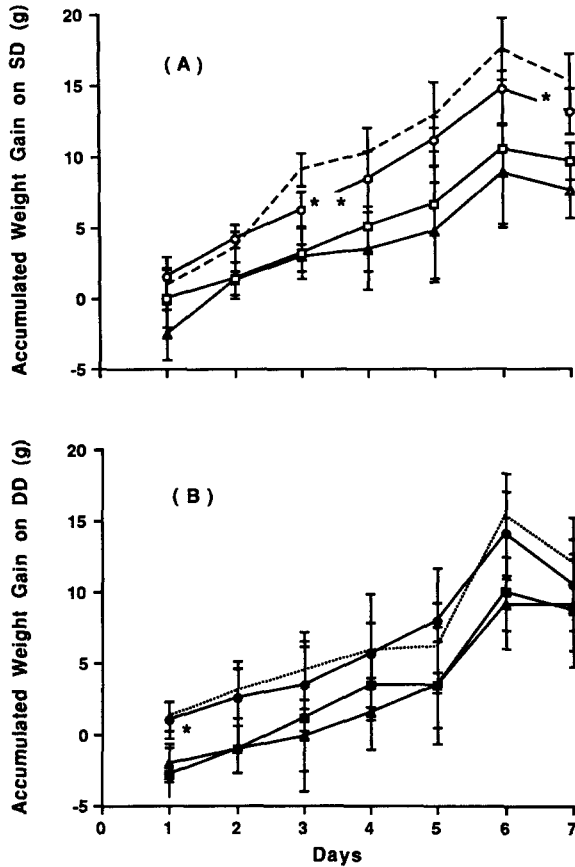 Accumulated Weight Gain on SD (g)
20
15
10
5
0
-5
( A )
* *
*
Accumulated Weight Gain on DD (g)
20
15
10
5
0
-5
( B )
*
0 1 2 3 4 5 6 7
Days